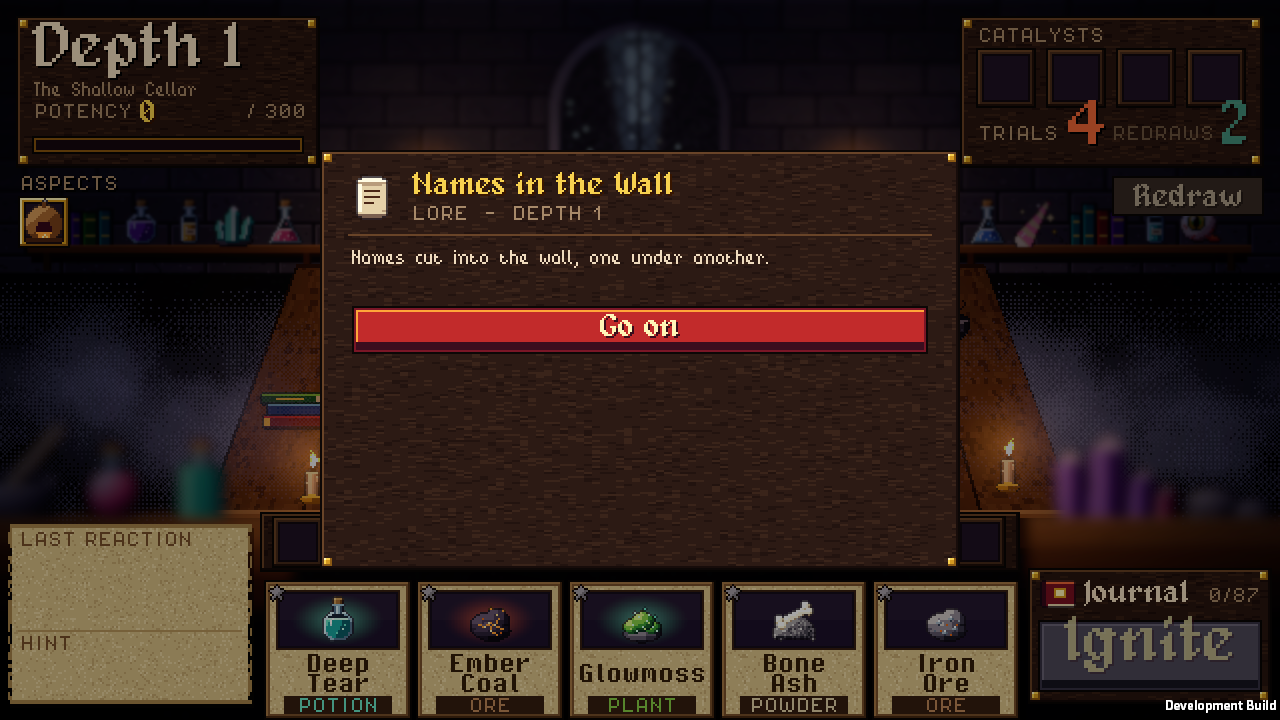 Depth 1
The Shallow Cellar
POTENCY 0 / 300
ASPECTS
CATALYSTS
TRIALS 4 REDRAWS 2
Redraw
Names in the Wall
LORE - DEPTH 1
Names cut into the wall, one under another.
Go on
LAST REACTION
HINT
Deep
Tear
POTION
Ember
Coal
ORE
Glowmoss
PLANT
Bone
Ash
POWDER
Iron
Ore
ORE
Journal 0/87
Ignite
Development Build